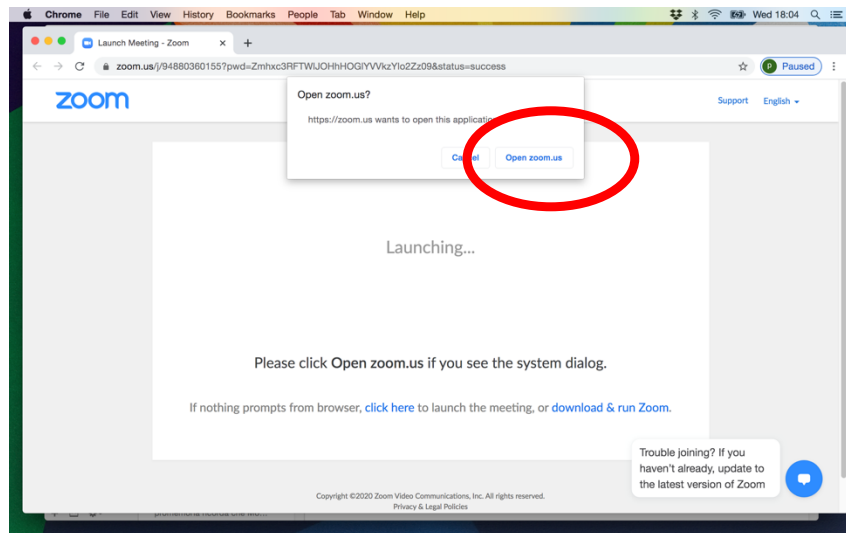 Chrome File Edit View History Bookmarks People Tab Window Help Wed 18:04
Launch Meeting - Zoom
zoom.us/j/94880360155?pwd=Zmhxc3RFTWlJOHhHOGlYVVkzYlo2Zz09&status=success Paused
zoom
Support English
Open zoom.us?
https://zoom.us wants to open this application
Open zoom.us
Launching...
Please click Open zoom.us if you see the system dialog.
If nothing prompts from browser, click here to launch the meeting, or download & run Zoom.
Trouble joining? If you
haven't already, update to
the latest version of Zoom
Copyright ©2020 Zoom Video Communications, Inc. All rights reserved.
Privacy & Legal Policies